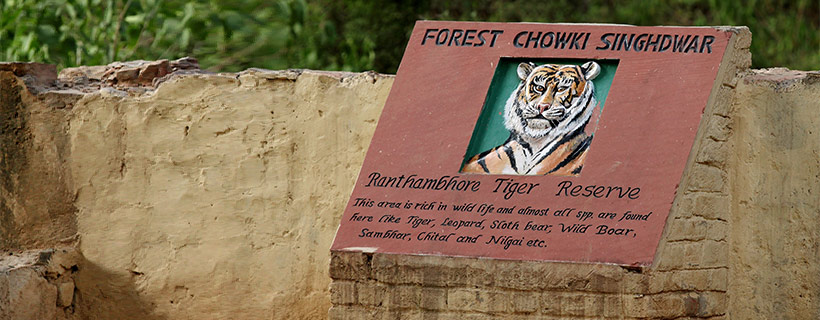 FOREST CHOWKI SINGHDWAR
Ranthambhore Tiger Reserve
This area is rich in wild life and almost all spp. are found
here like Tiger, Leopard, Sloth bear, Wild Boar,
Sambhar, Chital and Nilgai etc.